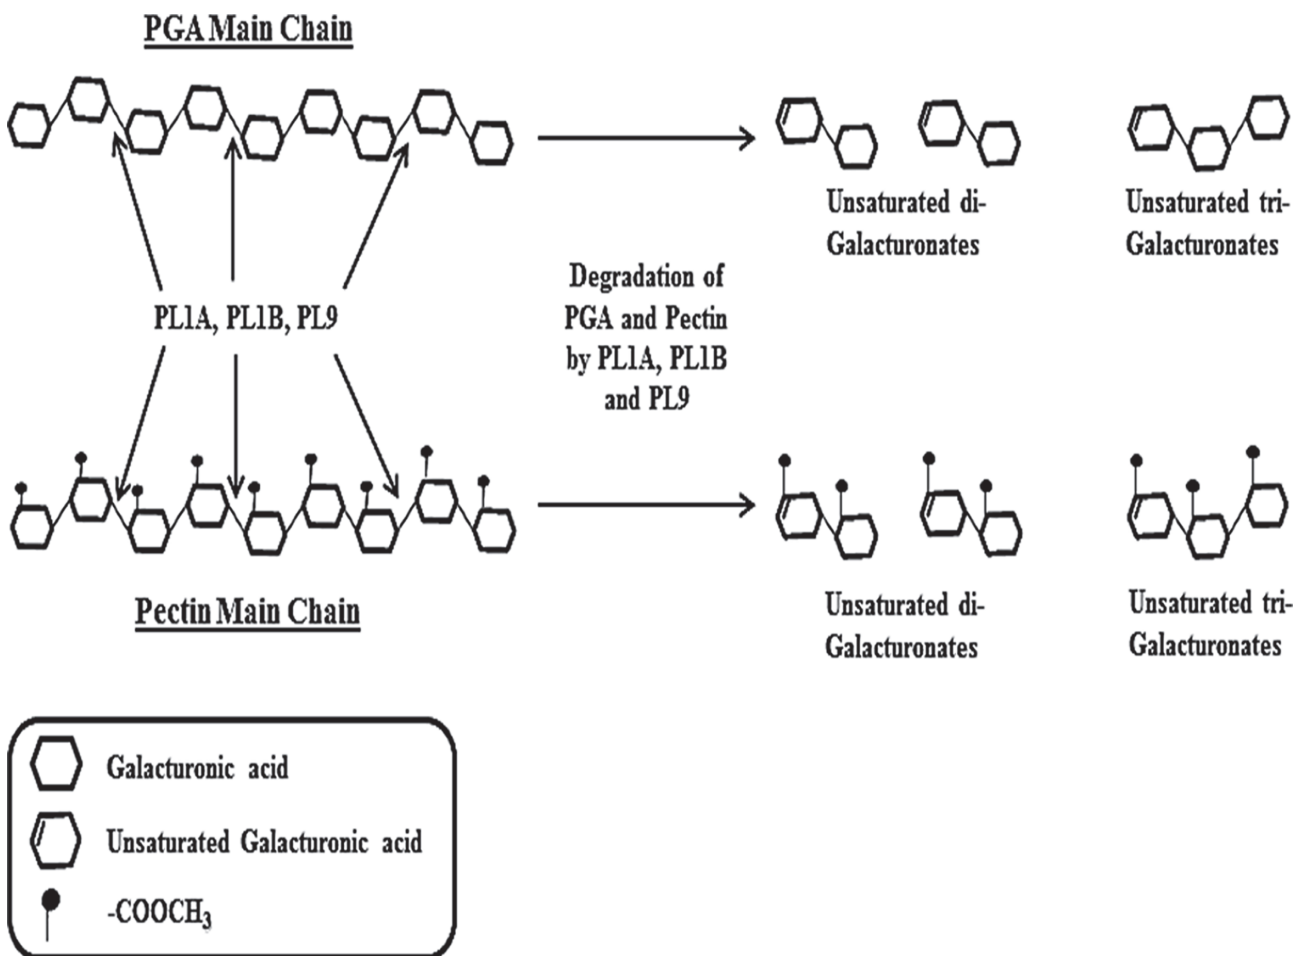 PGA Main Chain
Unsaturated di-
Galacturonates
Unsaturated tri-
Galacturonates
PL1A, PL1B, PL9
Degradation of
PGA and Pectin
by PL1A, PL1B
and PL9
Pectin Main Chain
Unsaturated di-
Galacturonates
Unsaturated tri-
Galacturonates
Galacturonic acid
Unsaturated Galacturonic acid
-COOCH₃